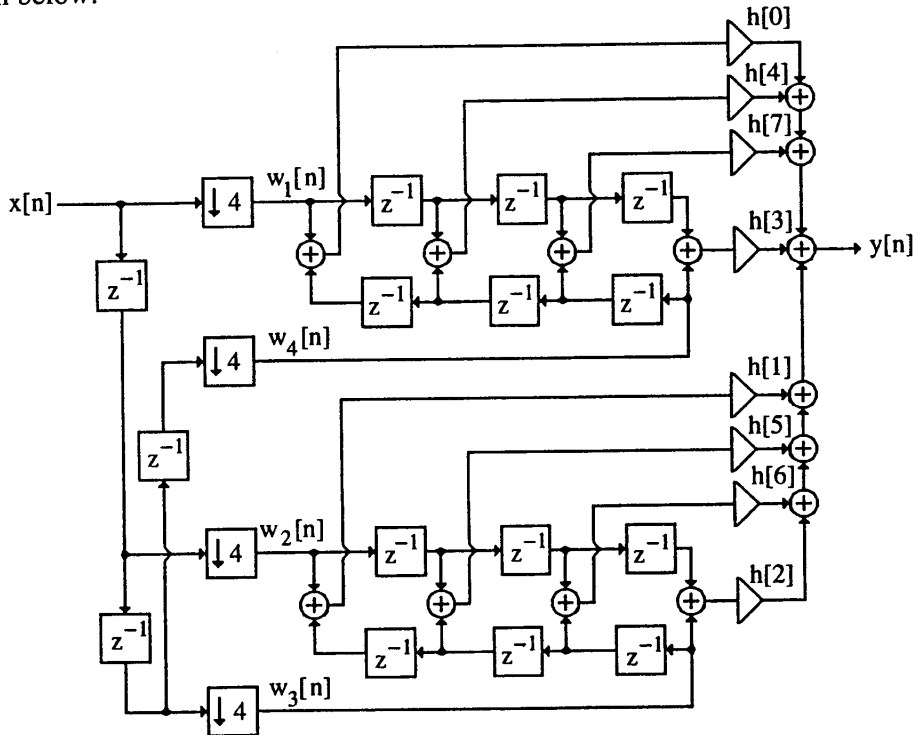 below.
h[0]
h[4]
h[7]
x[n]
↓ 4
w₁[n]
z⁻¹
z⁻¹
z⁻¹
h[3]
y[n]
z⁻¹
z⁻¹
z⁻¹
z⁻¹
↓ 4
w₄[n]
h[1]
z⁻¹
h[5]
h[6]
↓ 4
w₂[n]
z⁻¹
z⁻¹
z⁻¹
h[2]
z⁻¹
z⁻¹
z⁻¹
z⁻¹
↓ 4
w₃[n]